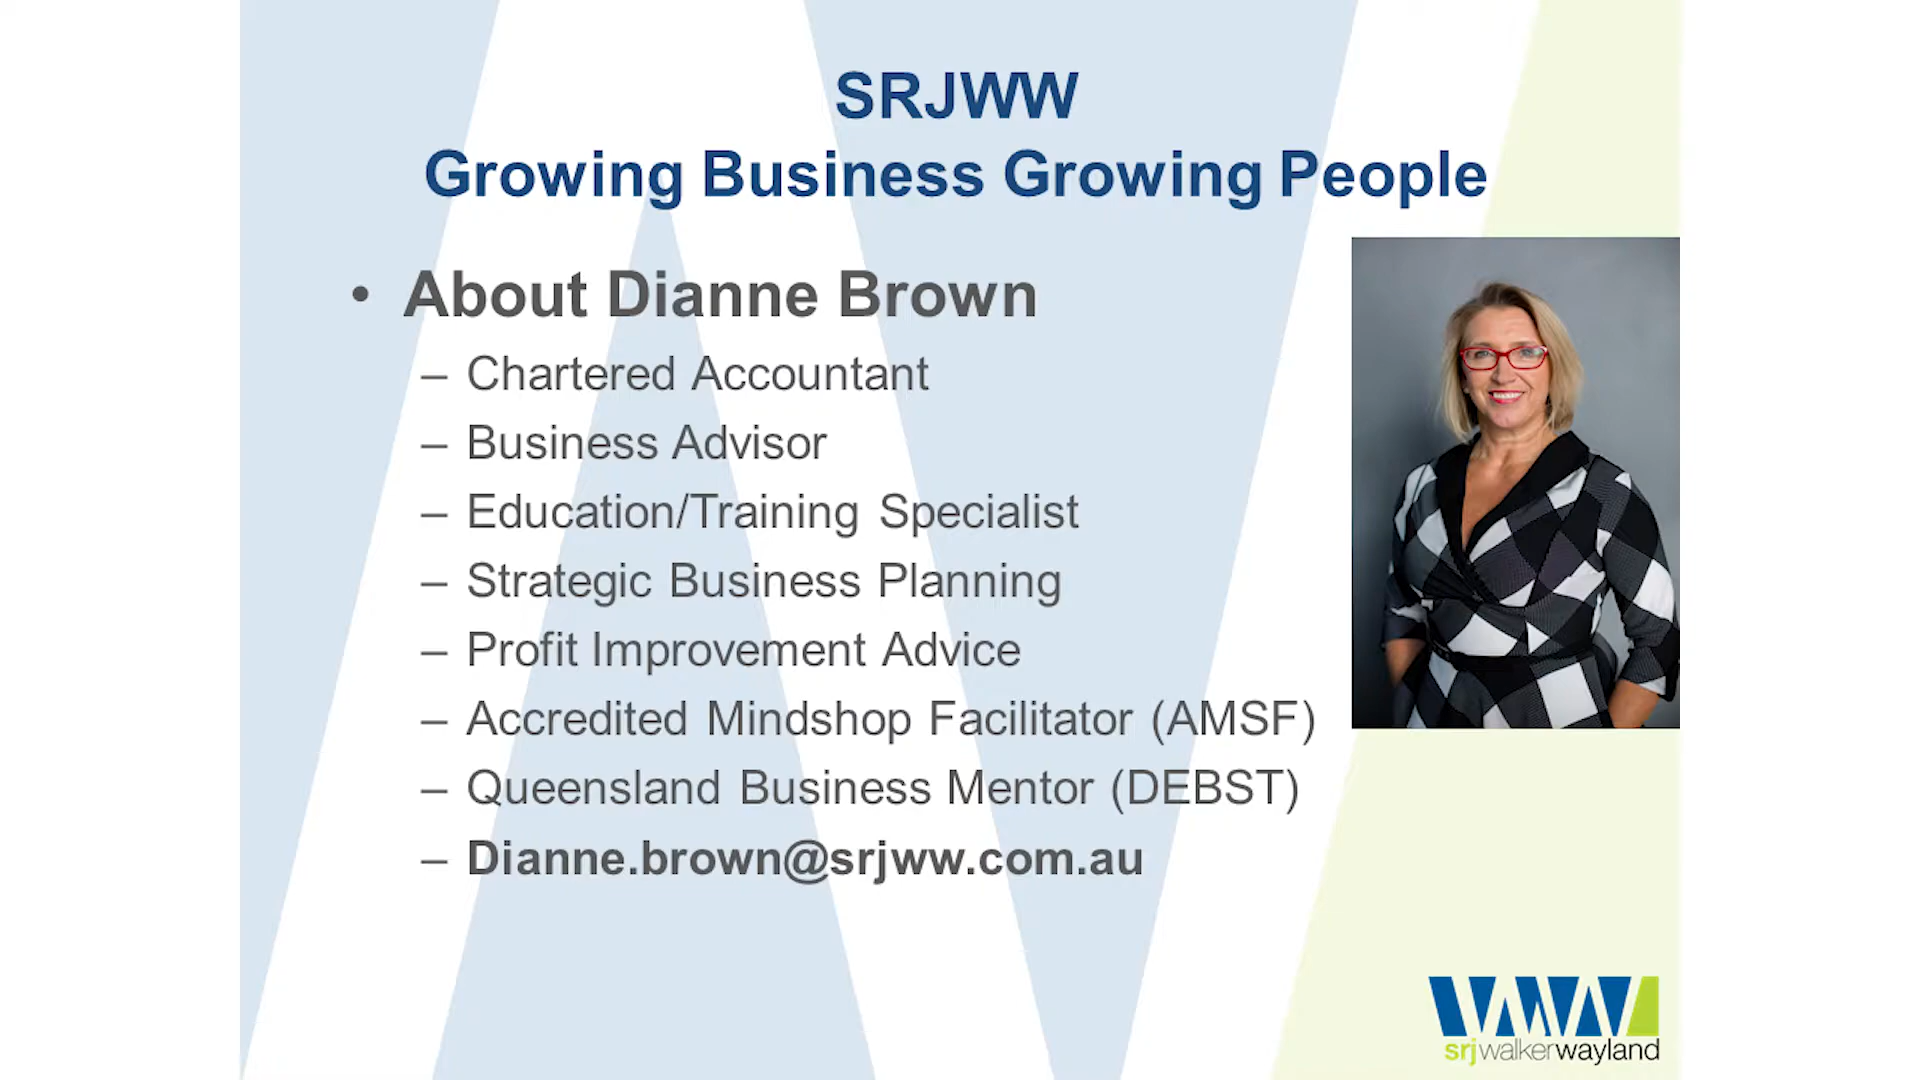 SRJWW
Growing Business Growing People
• About Dianne Brown
– Chartered Accountant
– Business Advisor
– Education/Training Specialist
– Strategic Business Planning
– Profit Improvement Advice
– Accredited Mindshop Facilitator (AMSF)
– Queensland Business Mentor (DEBST)
– Dianne.brown@srjww.com.au
srjwalkerwayland